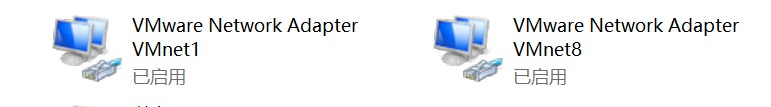 VMware Network Adapter
VMnet1
已启用
VMware Network Adapter
VMnet8
已启用